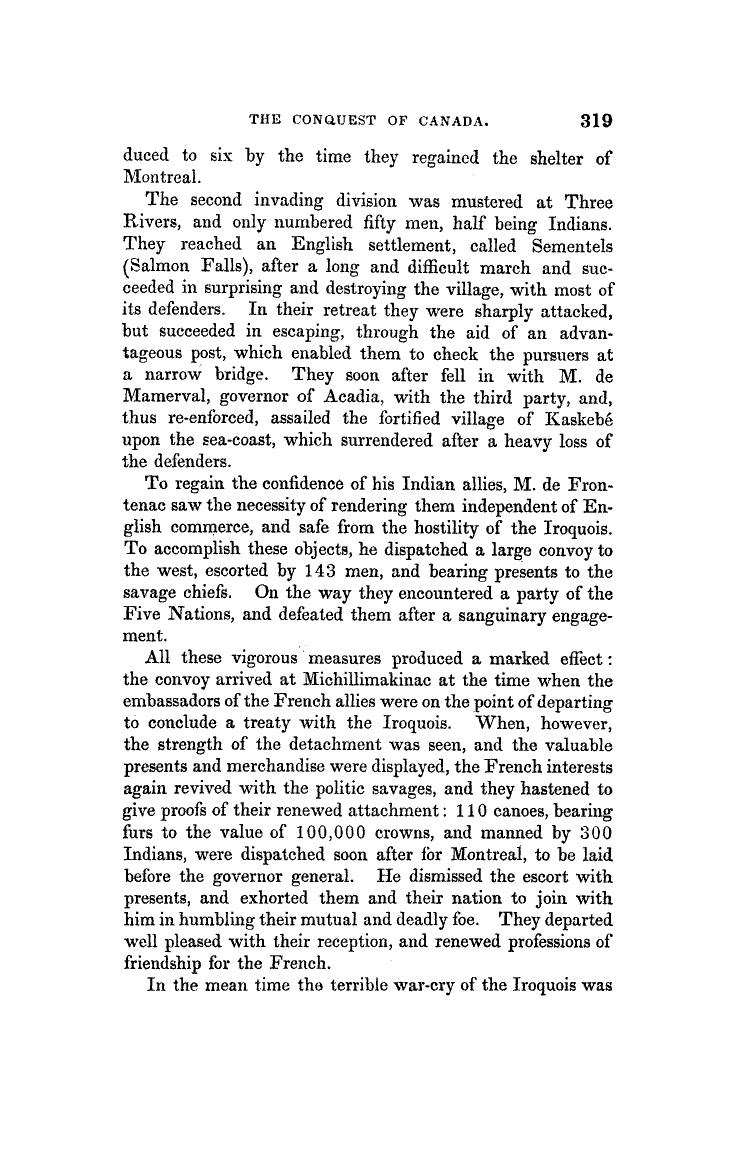 THE CONQUEST OF CANADA. 319
duced to six by the time they regained the shelter of
Montreal.
The second invading division was mustered at Three
Rivers, and only numbered fifty men, half being Indians.
They reached an English settlement, called Sementels
(Salmon Falls), after a long and difficult march and suc-
ceeded in surprising and destroying the village, with most of
its defenders. In their retreat they were sharply attacked,
but succeeded in escaping, through the aid of an advan-
tageous post, which enabled them to check the pursuers at
a narrow bridge. They soon after fell in with M. de
Mamerval, governor of Acadia, with the third party, and,
thus re-enforced, assailed the fortified village of Kaskebé
upon the sea-coast, which surrendered after a heavy loss of
the defenders.
To regain the confidence of his Indian allies, M. de Fron-
tenac saw the necessity of rendering them independent of En-
glish commerce, and safe from the hostility of the Iroquois.
To accomplish these objects, he dispatched a large convoy to
the west, escorted by 143 men, and bearing presents to the
savage chiefs. On the way they encountered a party of the
Five Nations, and defeated them after a sanguinary engage-
ment.
All these vigorous measures produced a marked effect:
the convoy arrived at Michillimakinac at the time when the
embassadors of the French allies were on the point of departing
to conclude a treaty with the Iroquois. When, however,
the strength of the detachment was seen, and the valuable
presents and merchandise were displayed, the French interests
again revived with the politic savages, and they hastened to
give proofs of their renewed attachment: 110 canoes, bearing
furs to the value of 100,000 crowns, and manned by 300
Indians, were dispatched soon after for Montreal, to be laid
before the governor general. He dismissed the escort with
presents, and exhorted them and their nation to join with
him in humbling their mutual and deadly foe. They departed
well pleased with their reception, and renewed professions of
friendship for the French.
In the mean time the terrible war-cry of the Iroquois was